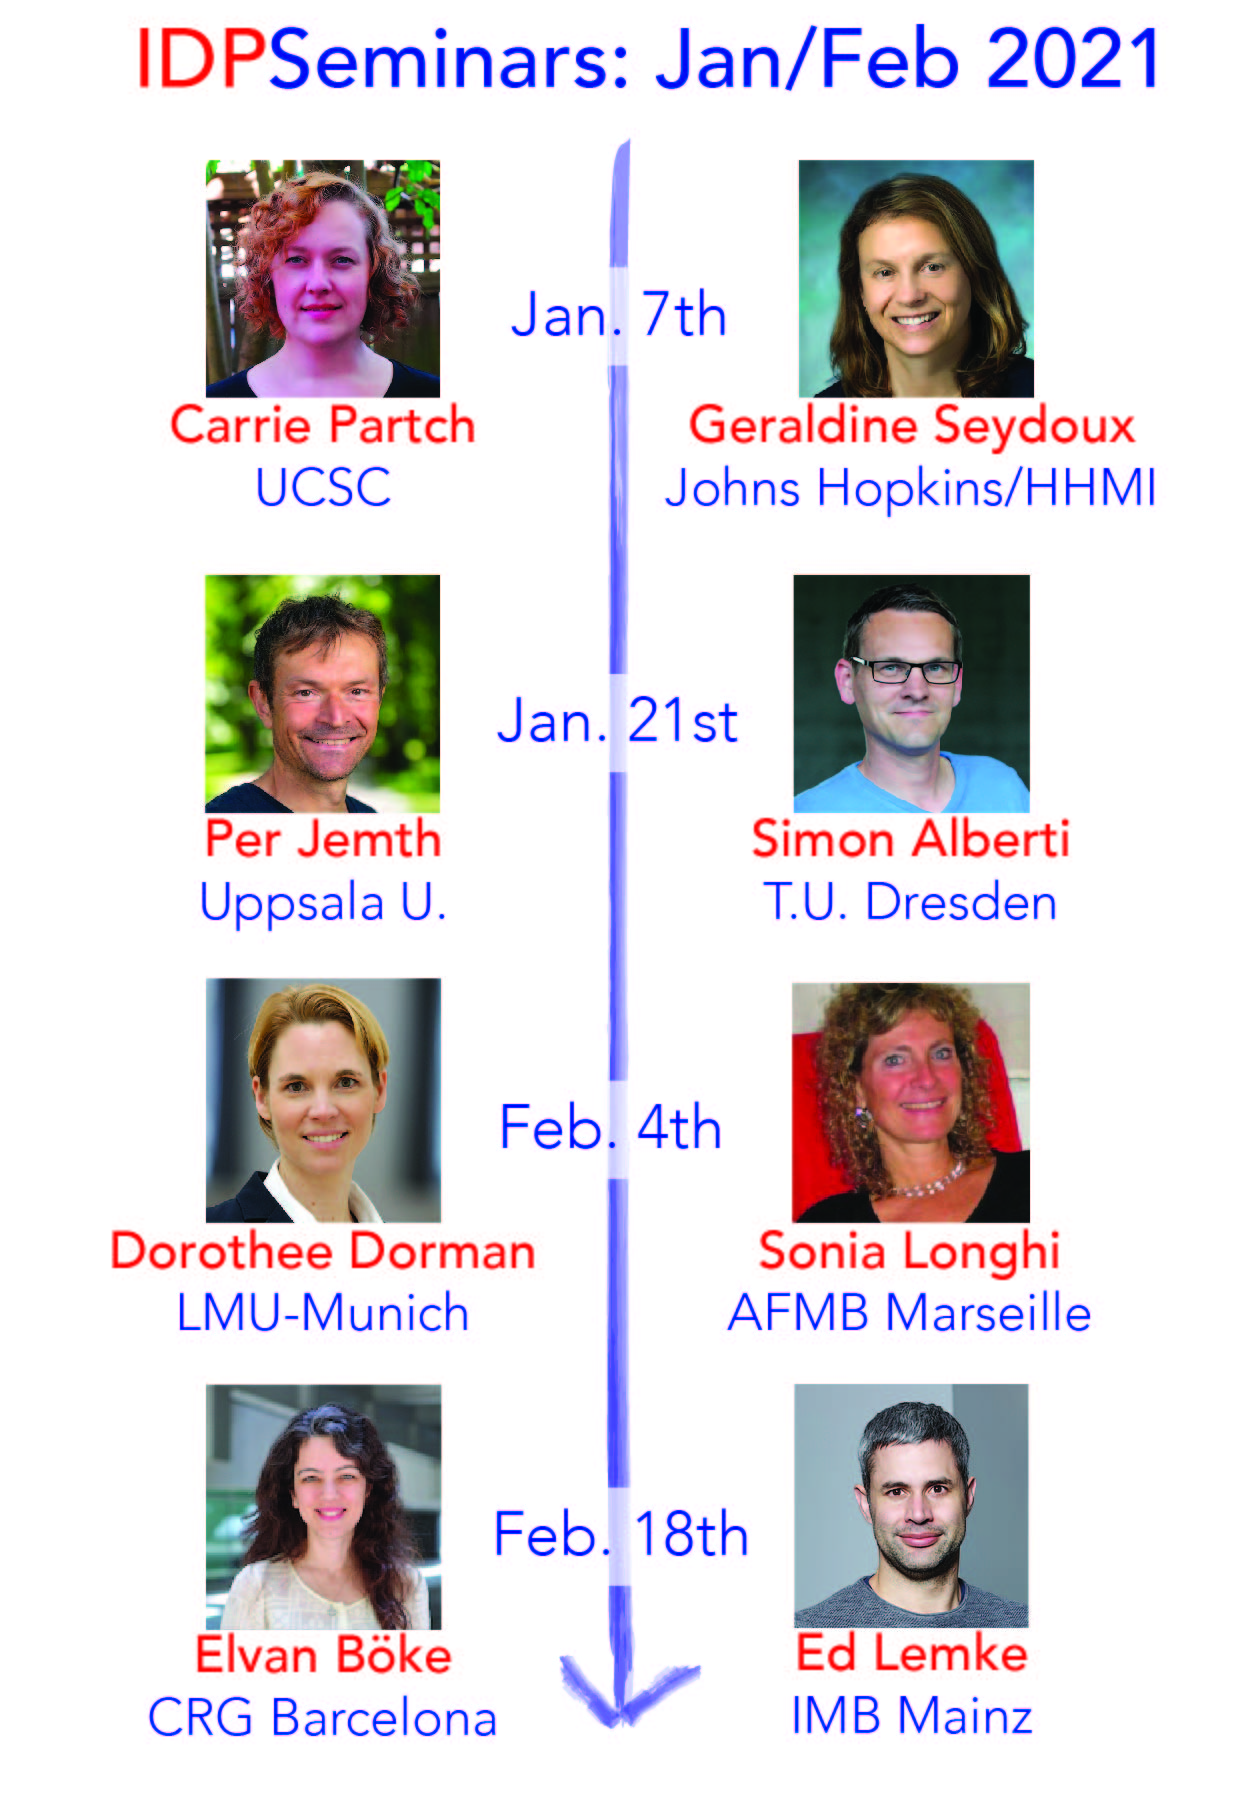 IDPSeminars: Jan/Feb 2021
Jan. 7th
Carrie Partch
UCSC
Geraldine Seydoux
Johns Hopkins/HHMI
Jan. 21st
Per Jemth
Uppsala U.
Simon Alberti
T.U. Dresden
Feb. 4th
Dorothee Dorman
LMU-Munich
Sonia Longhi
AFMB Marseille
Feb. 18th
Elvan Böke
CRG Barcelona
Ed Lemke
IMB Mainz